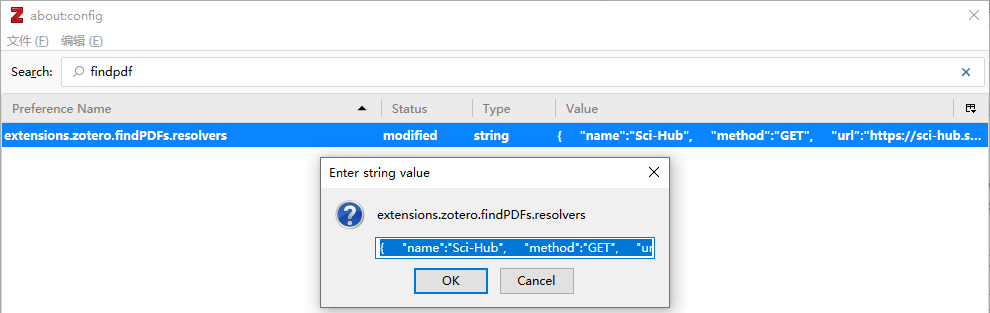 Z about:config
文件 (F) 编辑 (E)
Search: findpdf
Preference Name Status Type Value
extensions.zotero.findPDFs.resolvers modified string { "name":"Sci-Hub", "method":"GET", "url":"https://sci-hub.s...
Enter string value
extensions.zotero.findPDFs.resolvers
{ "name":"Sci-Hub", "method":"GET", "ur
OK Cancel